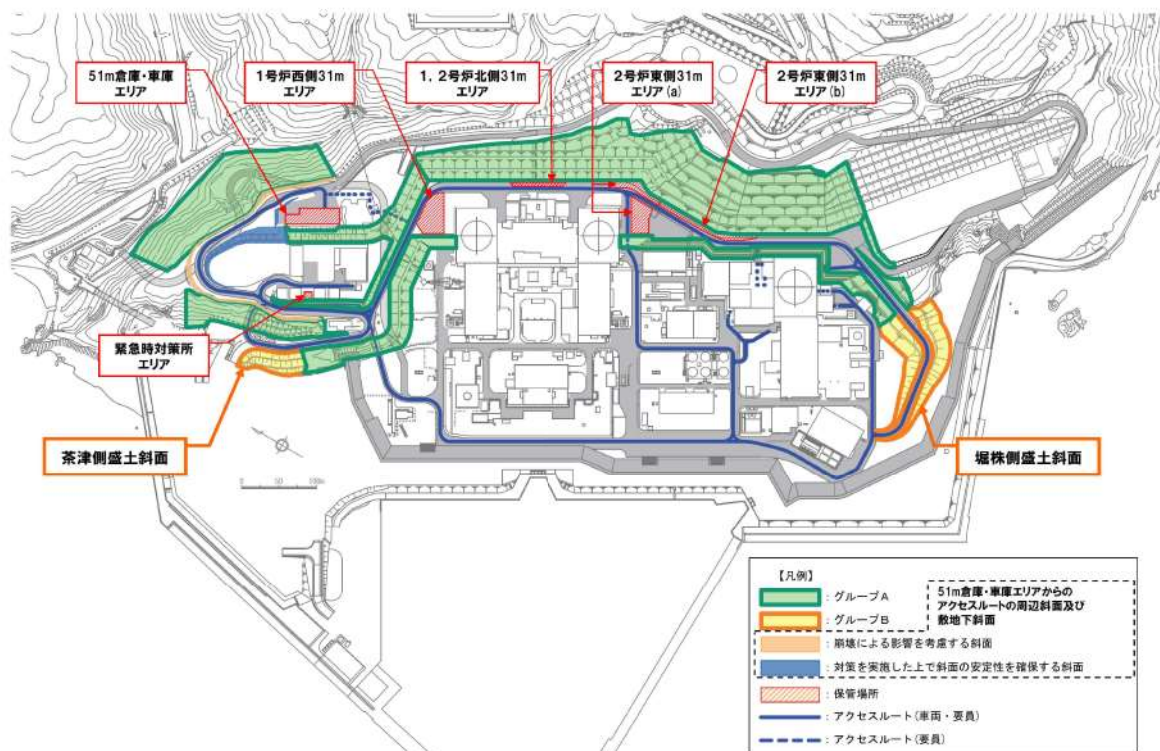 51m倉庫・車庫
エリア
1号炉西側31m
エリア
1，2号炉北側31m
エリア
2号炉東側31m
エリア(a)
2号炉東側31m
エリア(b)
緊急時対策所
エリア
茶津側盛土斜面
堀株側盛土斜面
0 50 100m
【凡例】
：グループA
：グループB
51m倉庫・車庫エリアからの
アクセスルートの周辺斜面及び
敷地下斜面
：崩壊による影響を考慮する斜面
：対策を実施した上で斜面の安定性を確保する斜面
：保管場所
：アクセスルート(車両・要員)
：アクセスルート(要員)